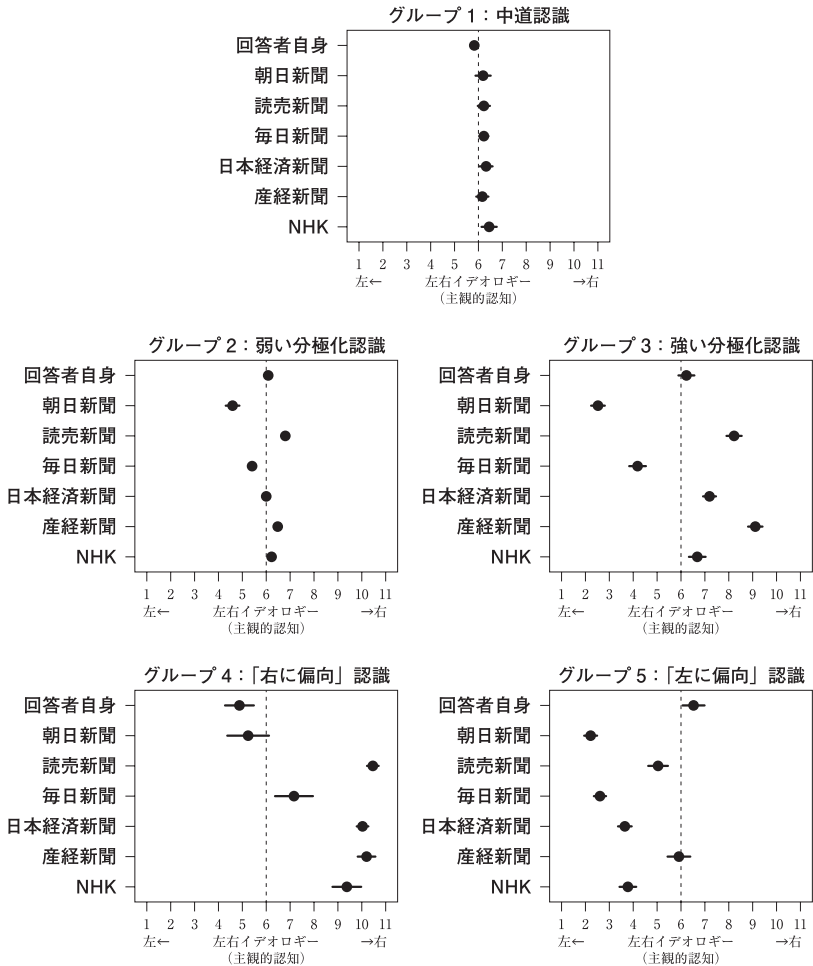 グループ 1：中道認識
回答者自身
朝日新聞
読売新聞
毎日新聞
日本経済新聞
産経新聞
NHK
1 2 3 4 5 6 7 8 9 10 11
左← 左右イデオロギー →右
（主観的認知）
グループ 2：弱い分極化認識
回答者自身
朝日新聞
読売新聞
毎日新聞
日本経済新聞
産経新聞
NHK
1 2 3 4 5 6 7 8 9 10 11
左← 左右イデオロギー →右
（主観的認知）
グループ 3：強い分極化認識
回答者自身
朝日新聞
読売新聞
毎日新聞
日本経済新聞
産経新聞
NHK
1 2 3 4 5 6 7 8 9 10 11
左← 左右イデオロギー →右
（主観的認知）
グループ 4：「右に偏向」認識
回答者自身
朝日新聞
読売新聞
毎日新聞
日本経済新聞
産経新聞
NHK
1 2 3 4 5 6 7 8 9 10 11
左← 左右イデオロギー →右
（主観的認知）
グループ 5：「左に偏向」認識
回答者自身
朝日新聞
読売新聞
毎日新聞
日本経済新聞
産経新聞
NHK
1 2 3 4 5 6 7 8 9 10 11
左← 左右イデオロギー →右
（主観的認知）